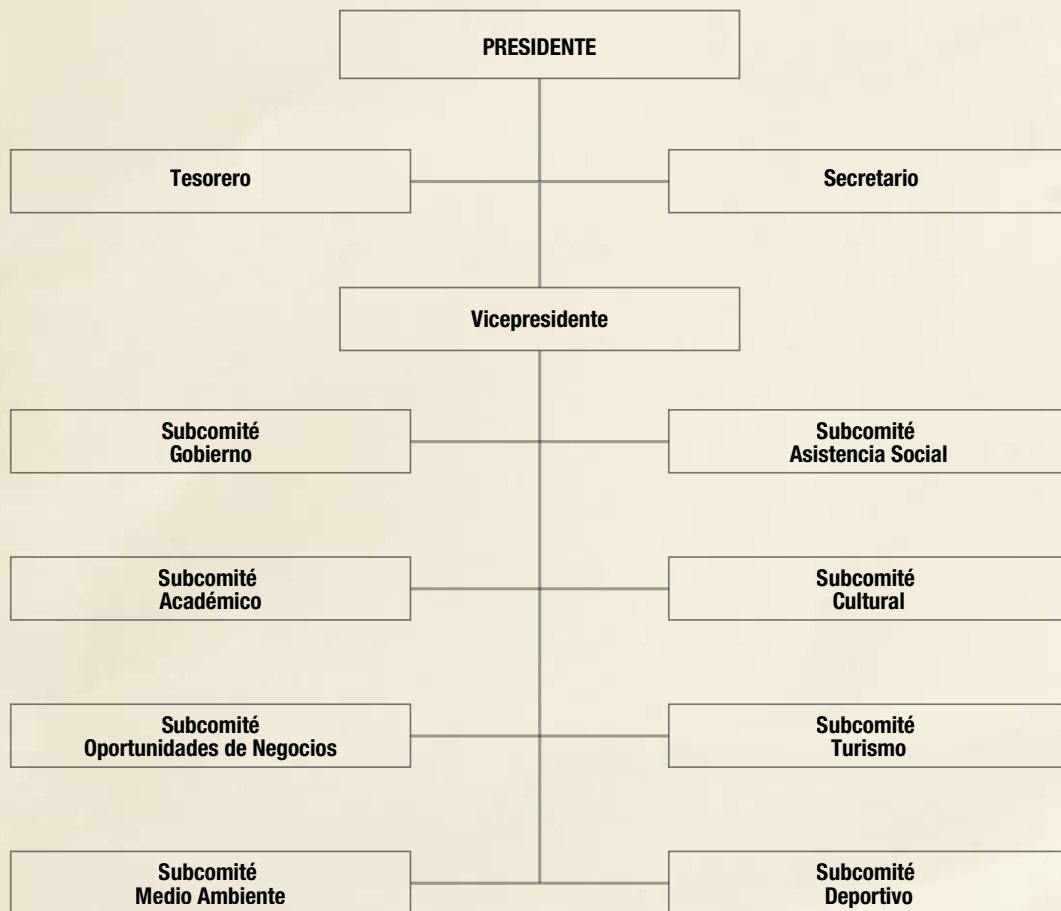 PRESIDENTE
Tesorero
Secretario
Vicepresidente
Subcomité
Gobierno
Subcomité
Asistencia Social
Subcomité
Académico
Subcomité
Cultural
Subcomité
Oportunidades de Negocios
Subcomité
Turismo
Subcomité
Medio Ambiente
Subcomité
Deportivo